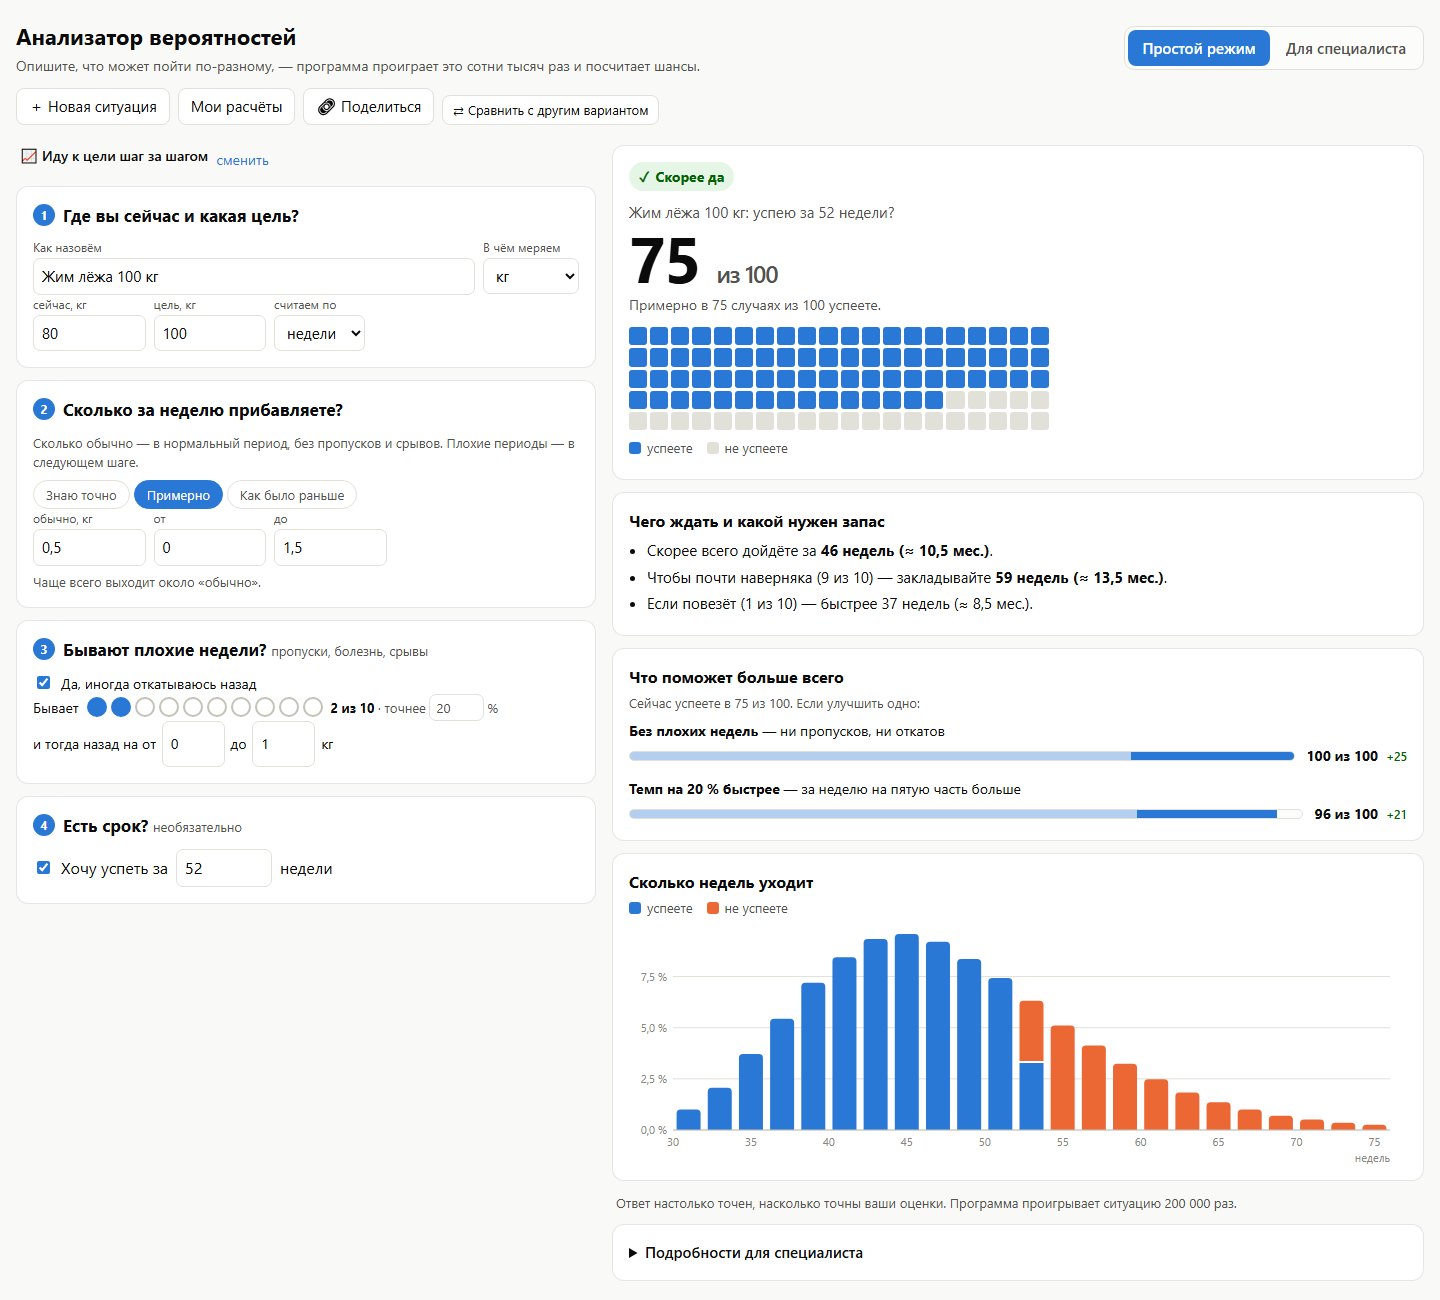 Анализатор вероятностей
Опишите, что может пойти по-разному, — программа проиграет это сотни тысяч раз и посчитает шансы.
Простой режим
Для специалиста
＋ Новая ситуация
Мои расчёты
🔗 Поделиться
⇄ Сравнить с другим вариантом
📈 Иду к цели шаг за шагом сменить
1 Где вы сейчас и какая цель?
Как назовём
В чём меряем
Жим лёжа 100 кг
кг
сейчас, кг
цель, кг
считаем по
80
100
недели
2 Сколько за неделю прибавляете?
Сколько обычно — в нормальный период, без пропусков и срывов. Плохие периоды — в
следующем шаге.
Знаю точно
Примерно
Как было раньше
обычно, кг
от
до
0,5
0
1,5
Чаще всего выходит около «обычно».
3 Бывают плохие недели? пропуски, болезнь, срывы
Да, иногда откатываюсь назад
Бывает 2 из 10 · точнее 20 %
и тогда назад на от 0 до 1 кг
4 Есть срок? необязательно
Хочу успеть за 52 недели
✓ Скорее да
Жим лёжа 100 кг: успею за 52 недели?
75 из 100
Примерно в 75 случаях из 100 успеете.
успеете
не успеете
Чего ждать и какой нужен запас
• Скорее всего дойдёте за 46 недель (≈ 10,5 мес.).
• Чтобы почти наверняка (9 из 10) — закладывайте 59 недель (≈ 13,5 мес.).
• Если повезёт (1 из 10) — быстрее 37 недель (≈ 8,5 мес.).
Что поможет больше всего
Сейчас успеете в 75 из 100. Если улучшить одно:
Без плохих недель — ни пропусков, ни откатов
100 из 100 +25
Темп на 20 % быстрее — за неделю на пятую часть больше
96 из 100 +21
Сколько недель уходит
успеете
не успеете
7,5 %
5,0 %
2,5 %
0,0 %
30 35 40 45 50 55 60 65 70 75
недель
Ответ настолько точен, насколько точны ваши оценки. Программа проигрывает ситуацию 200 000 раз.
▶ Подробности для специалиста